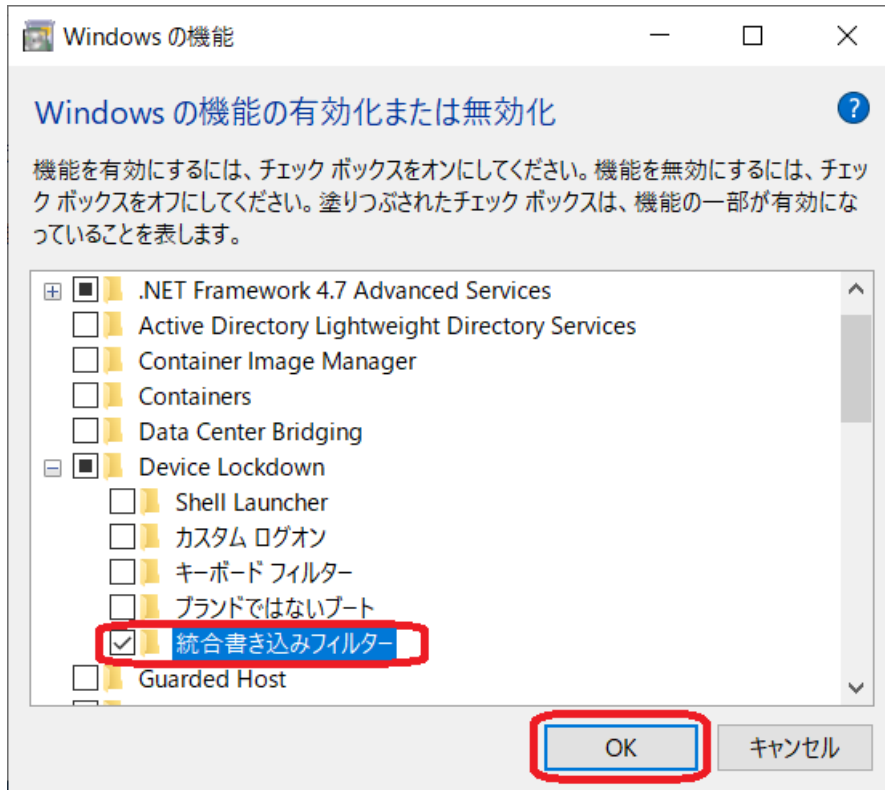 Windows の機能
Windows の機能の有効化または無効化
?
機能を有効にするには、チェック ボックスをオンにしてください。機能を無効にするには、チェッ
ク ボックスをオフにしてください。塗りつぶされたチェック ボックスは、機能の一部が有効にな
っていることを表します。
.NET Framework 4.7 Advanced Services
Active Directory Lightweight Directory Services
Container Image Manager
Containers
Data Center Bridging
Device Lockdown
Shell Launcher
カスタム ログオン
キーボード フィルター
ブランドではないブート
統合書き込みフィルター
Guarded Host
OK
キャンセル